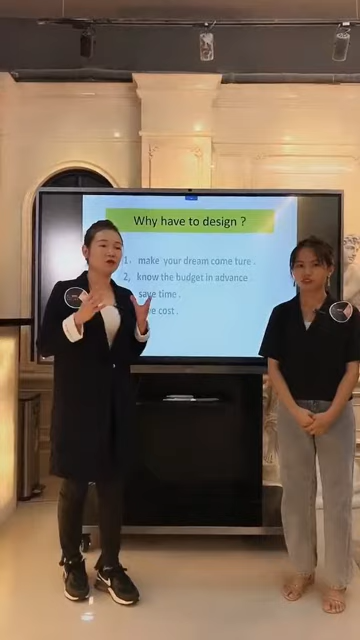 Why have to design ?
1、 make your dream come ture .
2、 know the budget in advance
save time .
cost .